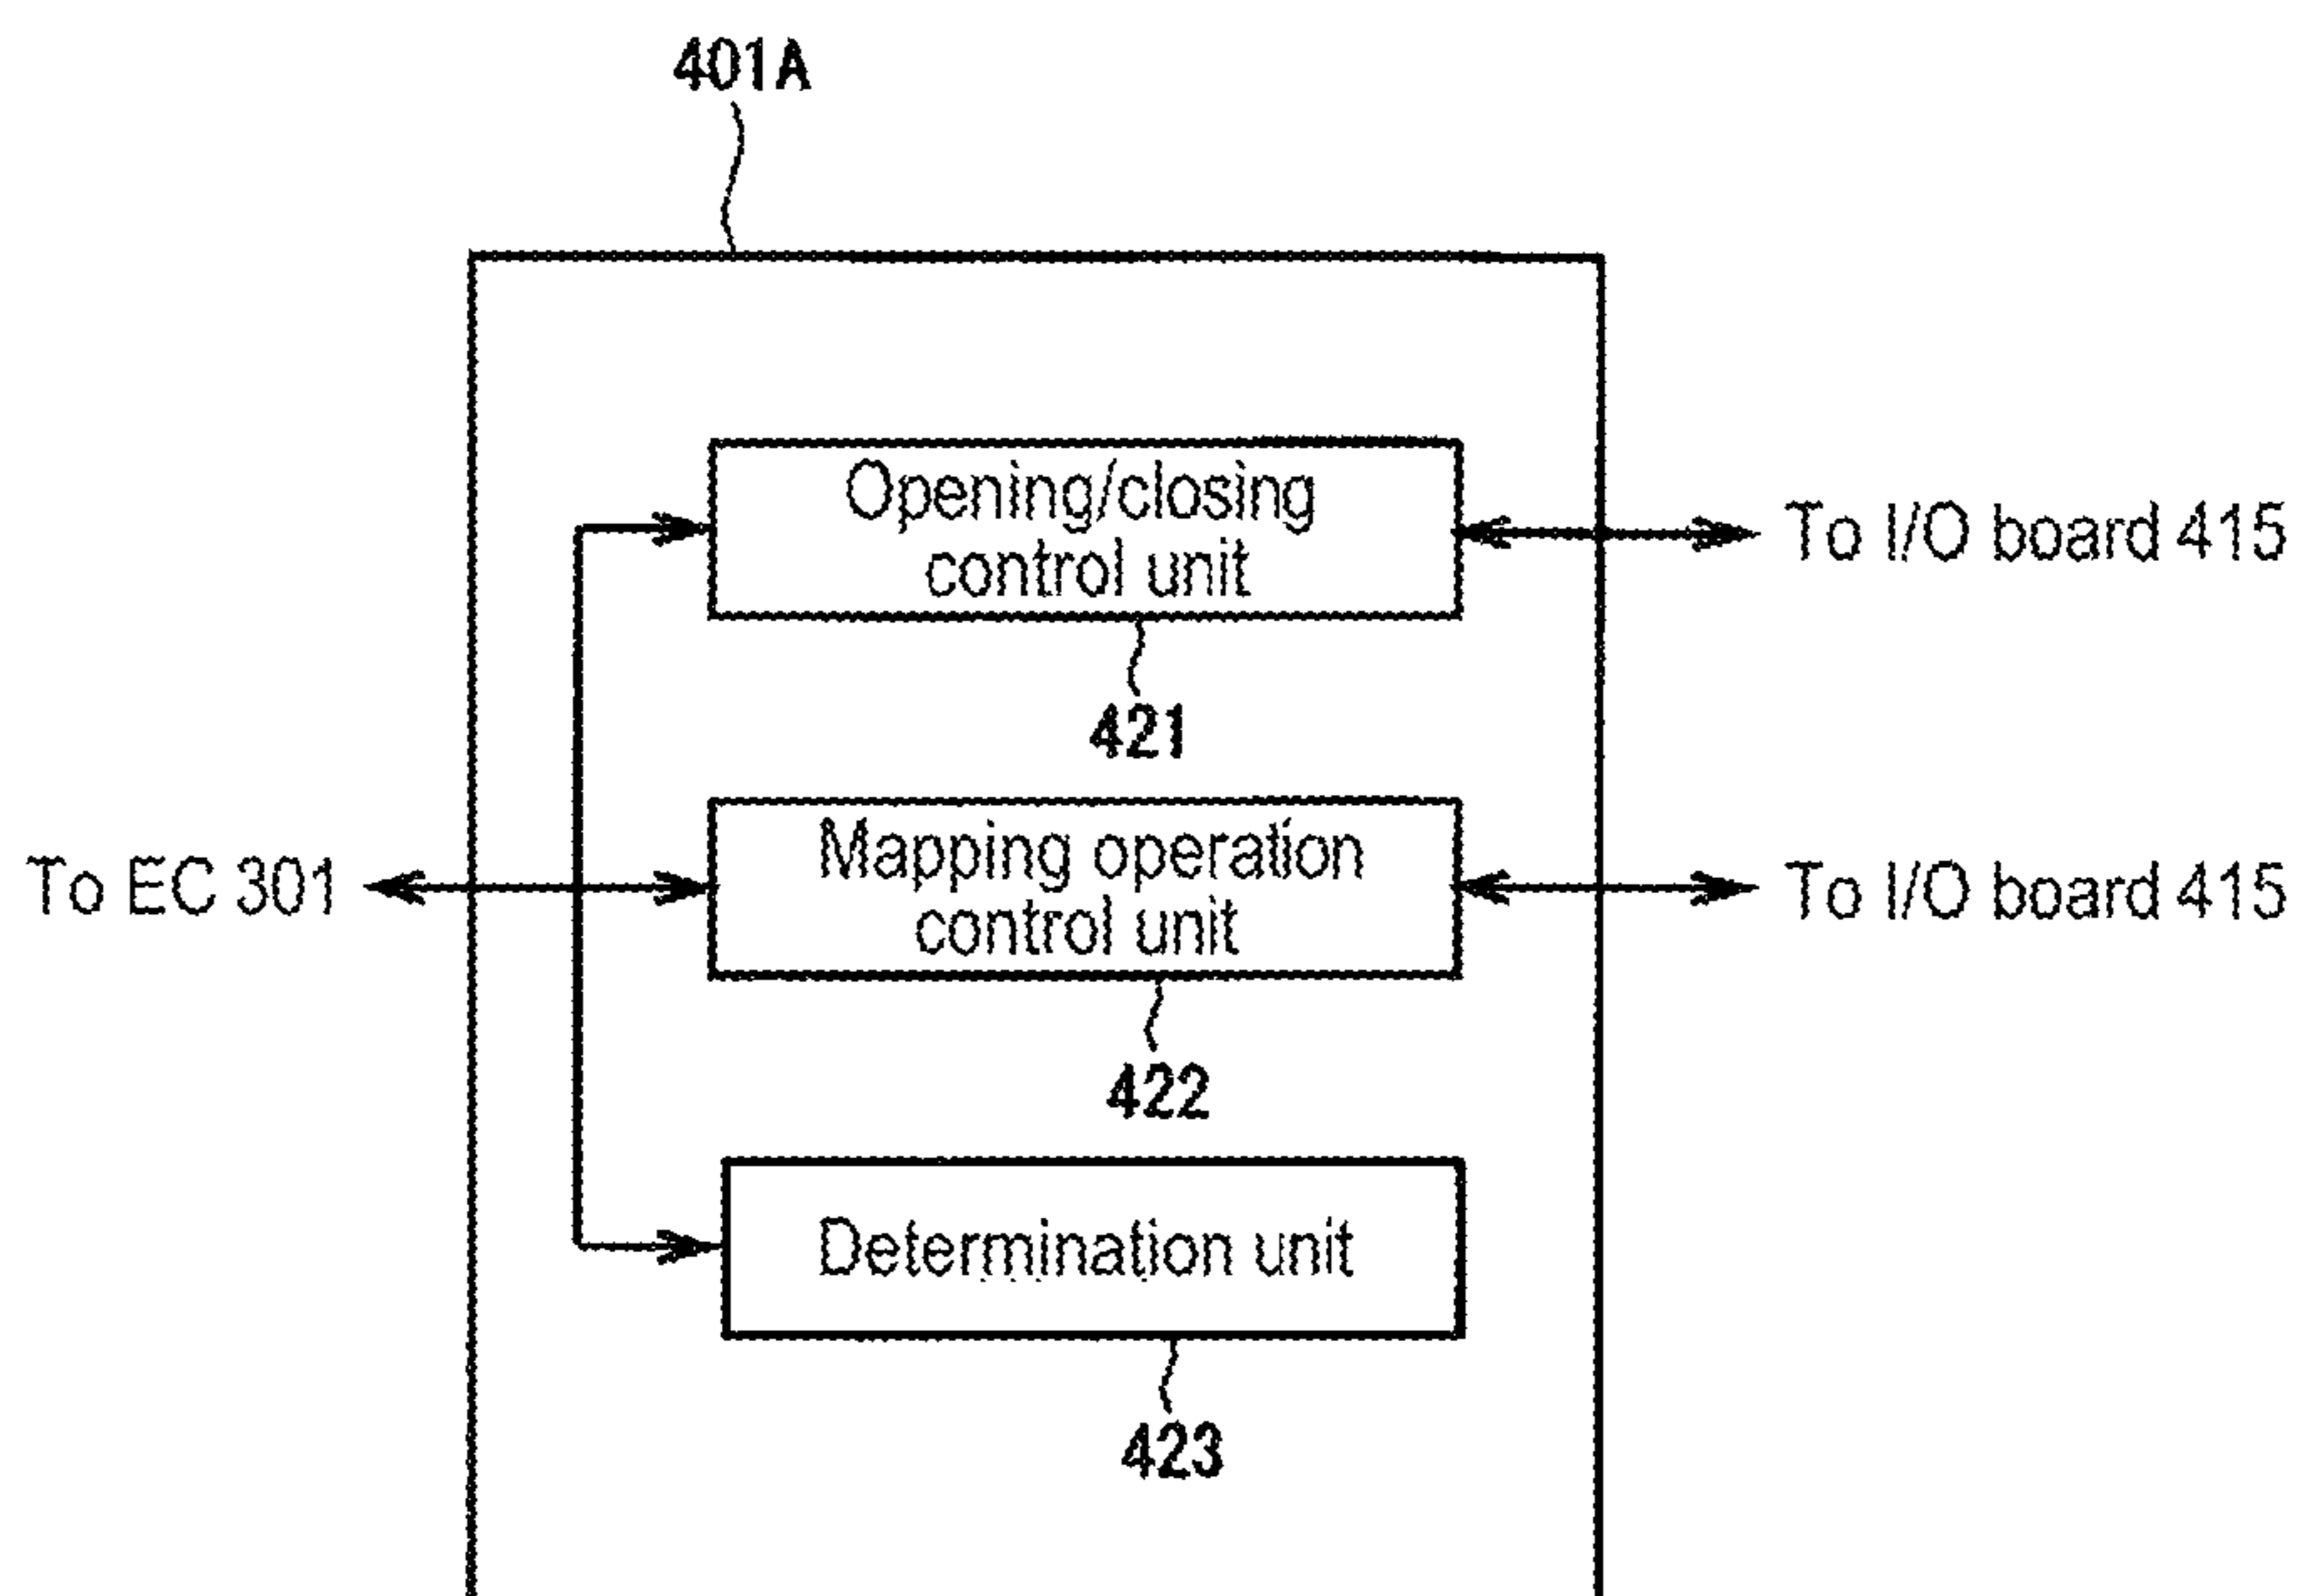 401A
Opening/closing
control unit
To I/O board 415
421
Mapping operation
control unit
To EC 301
To I/O board 415
422
Determination unit
423